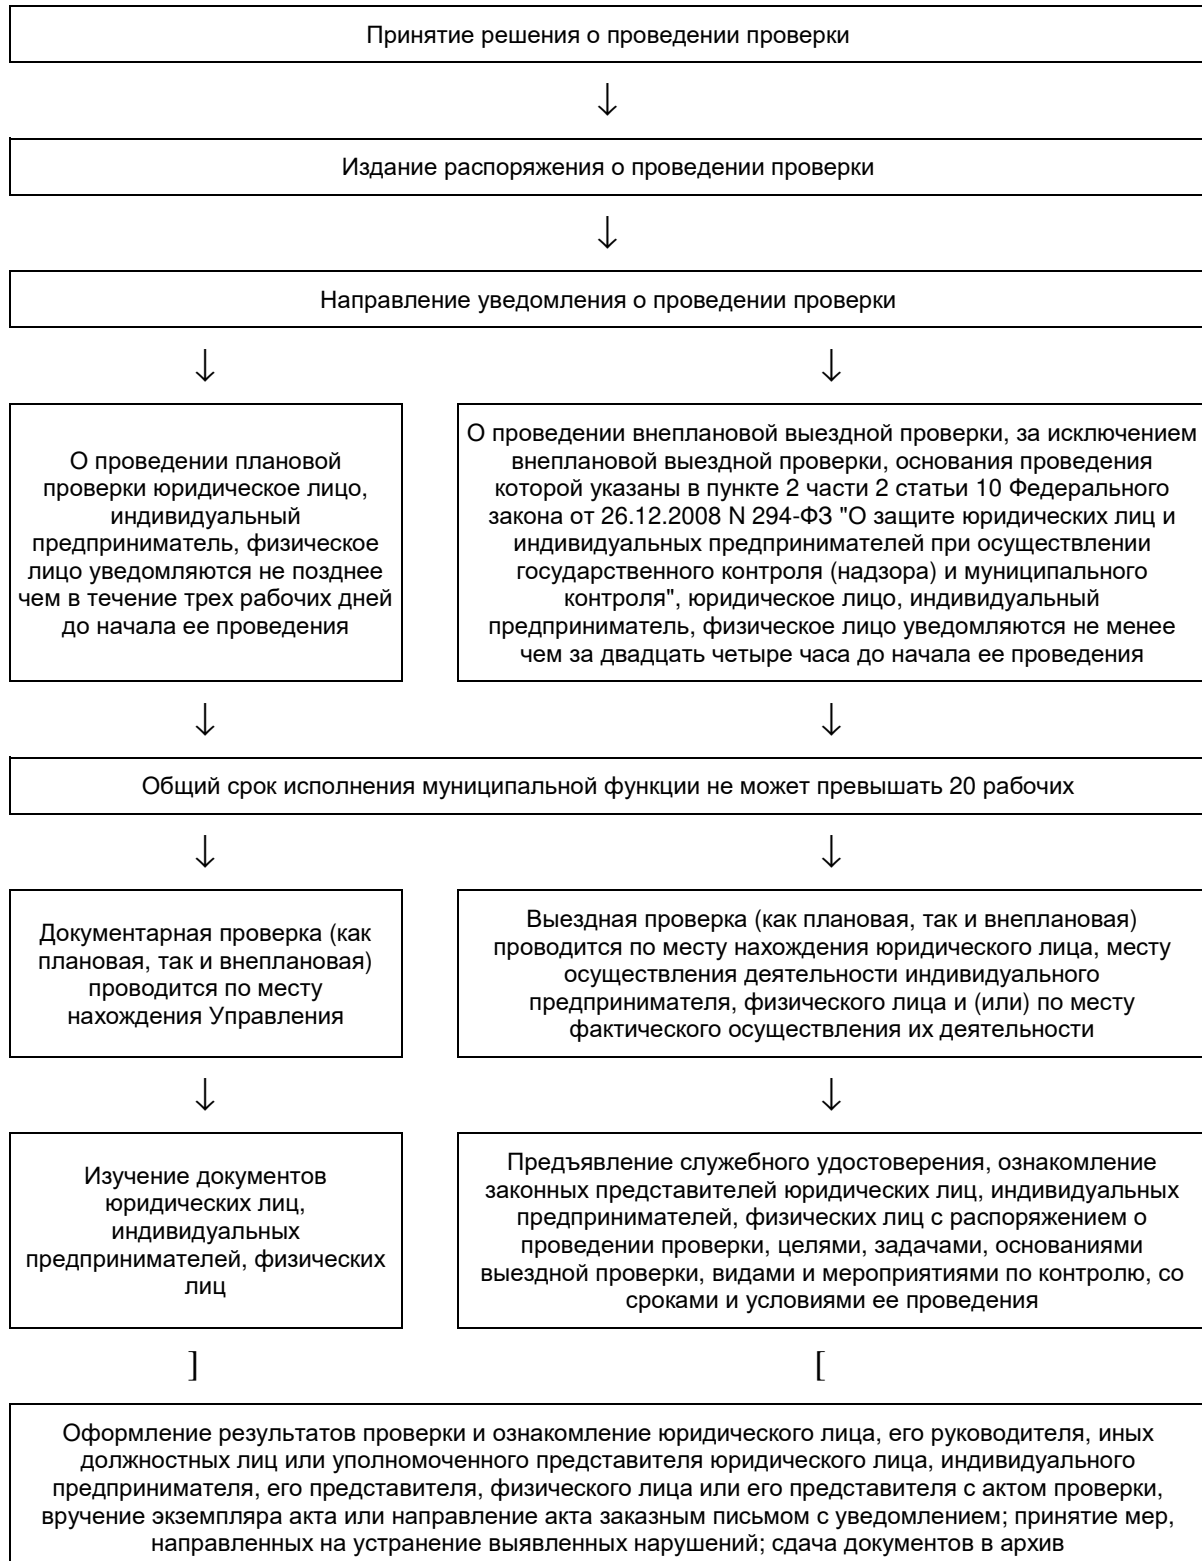 Принятие решения о проведении проверки
↓
Издание распоряжения о проведении проверки
↓
Направление уведомления о проведении проверки
↓ ↓
О проведении плановой
проверки юридическое лицо,
индивидуальный
предприниматель, физическое
лицо уведомляются не позднее
чем в течение трех рабочих дней
до начала ее проведения
О проведении внеплановой выездной проверки, за исключением
внеплановой выездной проверки, основания проведения
которой указаны в пункте 2 части 2 статьи 10 Федерального
закона от 26.12.2008 N 294-ФЗ "О защите юридических лиц и
индивидуальных предпринимателей при осуществлении
государственного контроля (надзора) и муниципального
контроля", юридическое лицо, индивидуальный
предприниматель, физическое лицо уведомляются не менее
чем за двадцать четыре часа до начала ее проведения
↓ ↓
Общий срок исполнения муниципальной функции не может превышать 20 рабочих
↓ ↓
Документарная проверка (как
плановая, так и внеплановая)
проводится по месту
нахождения Управления
Выездная проверка (как плановая, так и внеплановая)
проводится по месту нахождения юридического лица, месту
осуществления деятельности индивидуального
предпринимателя, физического лица и (или) по месту
фактического осуществления их деятельности
↓ ↓
Изучение документов
юридических лиц,
индивидуальных
предпринимателей, физических
лиц
Предъявление служебного удостоверения, ознакомление
законных представителей юридических лиц, индивидуальных
предпринимателей, физических лиц с распоряжением о
проведении проверки, целями, задачами, основаниями
выездной проверки, видами и мероприятиями по контролю, со
сроками и условиями ее проведения
] [
Оформление результатов проверки и ознакомление юридического лица, его руководителя, иных
должностных лиц или уполномоченного представителя юридического лица, индивидуального
предпринимателя, его представителя, физического лица или его представителя с актом проверки,
вручение экземпляра акта или направление акта заказным письмом с уведомлением; принятие мер,
направленных на устранение выявленных нарушений; сдача документов в архив